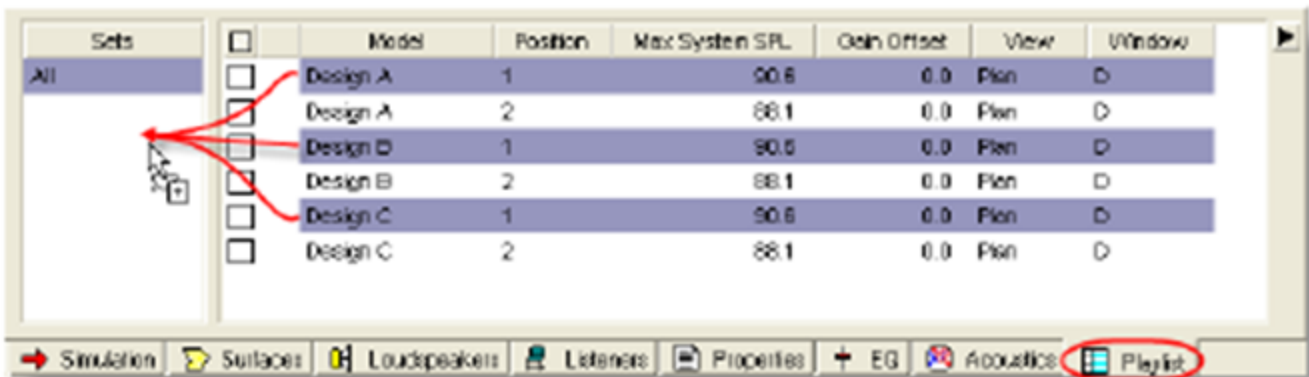 Sets Model Position Max System SPL Gain Offset View Window
All Design A 1 90.6 0.0 Plan D
Design A 2 88.1 0.0 Plan D
Design B 1 90.6 0.0 Plan D
Design B 2 88.1 0.0 Plan D
Design C 1 90.6 0.0 Plan D
Design C 2 88.1 0.0 Plan D
Simulation Surfaces Loudspeakers Listeners Properties EQ Acoustics Playlist